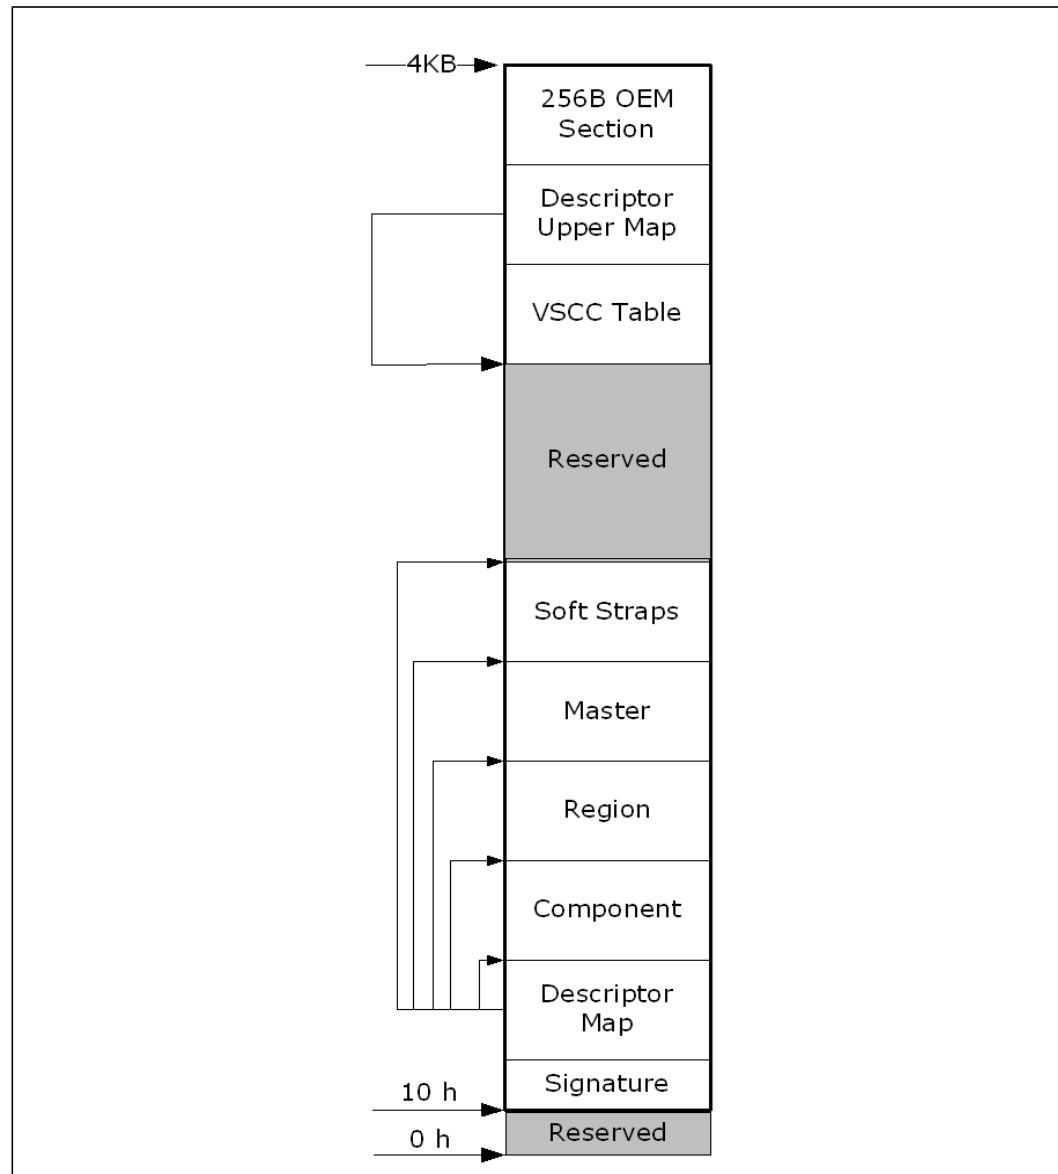 4KB
256B OEM
Section
Descriptor
Upper Map
VSCC Table
Reserved
Soft Straps
Master
Region
Component
Descriptor
Map
Signature
10 h
Reserved
0 h